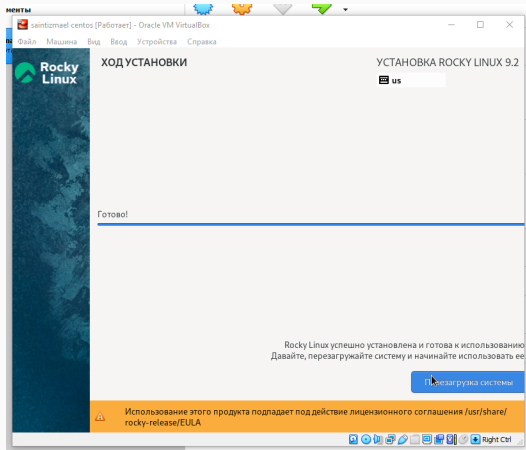 менты
saintizmael centos [Работает] - Oracle VM VirtualBox
Файл Машина Вид Ввод Устройства Справка
Rocky
Linux
ХОД УСТАНОВКИ
УСТАНОВКА ROCKY LINUX 9.2
us
Готово!
Rocky Linux успешно установлена и готова к использованию
Давайте, перезагружайте систему и начинайте использовать ее
Перезагрузка системы
Использование этого продукта подпадает под действие лицензионного соглашения /usr/share/
rocky-release/EULA
Right Ctrl